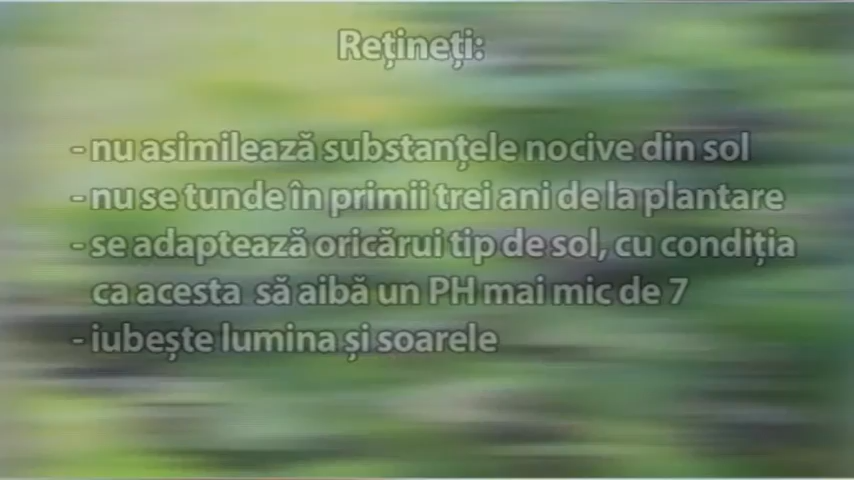 Rețineți:
- nu asimilează substanțele nocive din sol
- nu se tunde în primii trei ani de la plantare
- se adaptează oricărui tip de sol, cu condiția
ca acesta să aibă un PH mai mic de 7
- iubește lumina și soarele